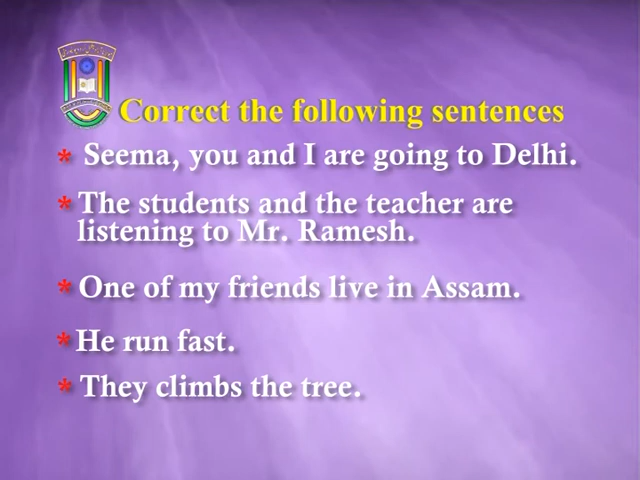 Correct the following sentences
* Seema, you and I are going to Delhi.
* The students and the teacher are
listening to Mr. Ramesh.
* One of my friends live in Assam.
* He run fast.
* They climbs the tree.